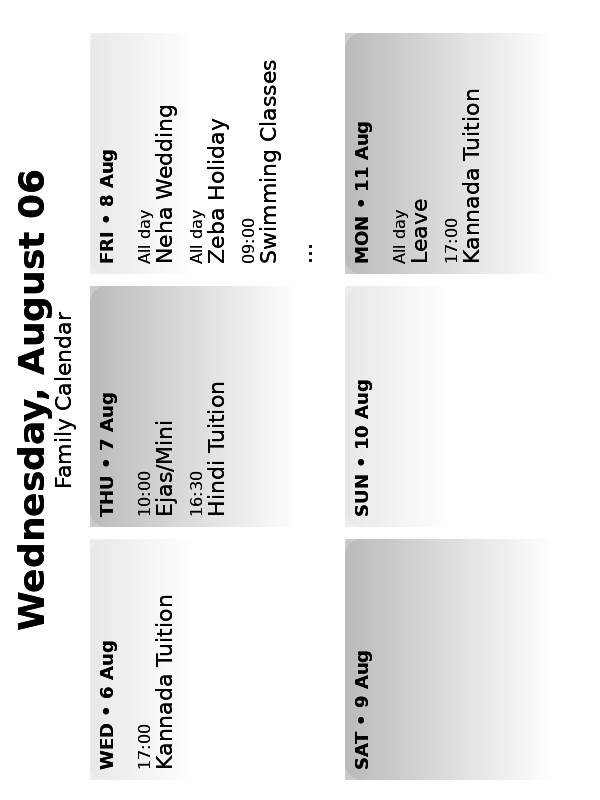 Wednesday, August 06
Family Calendar
WED • 6 Aug
17:00
Kannada Tuition
THU • 7 Aug
10:00
Ejas/Mini
16:30
Hindi Tuition
FRI • 8 Aug
All day
Neha Wedding
All day
Zeba Holiday
09:00
Swimming Classes
...
SAT • 9 Aug
SUN • 10 Aug
MON • 11 Aug
All day
Leave
17:00
Kannada Tuition